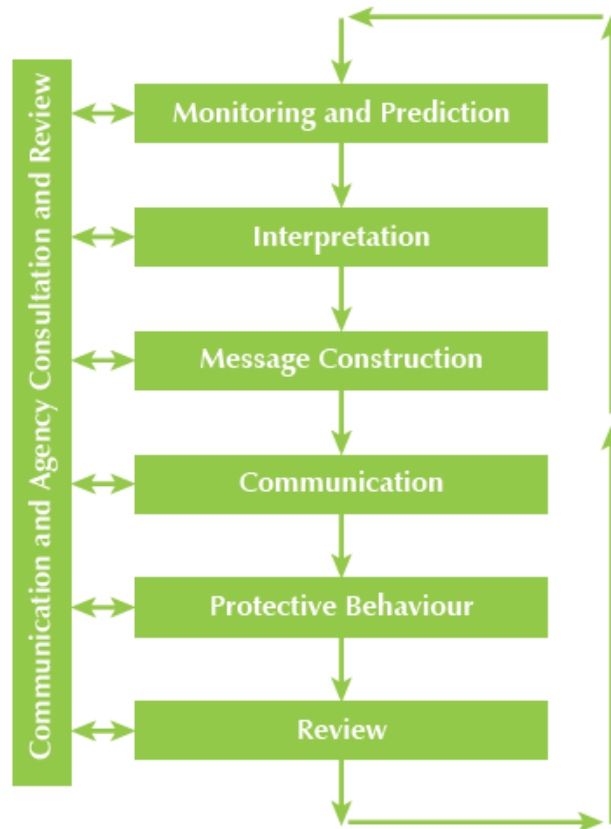 Communication and Agency Consultation and Review
Monitoring and Prediction
Interpretation
Message Construction
Communication
Protective Behaviour
Review